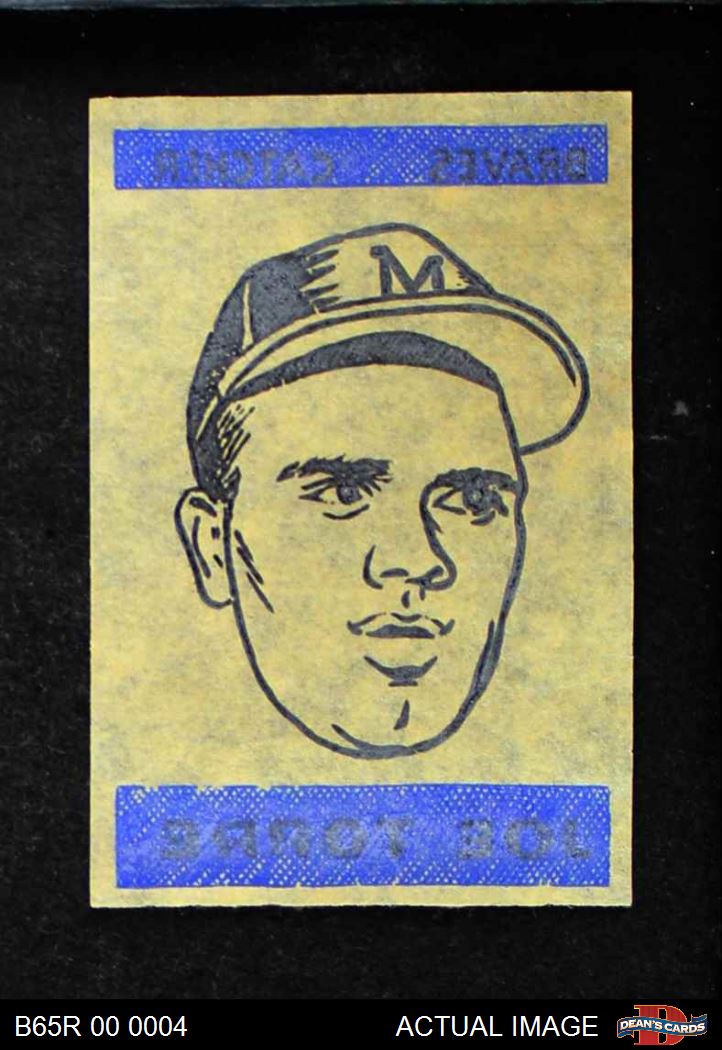 BRAVES CATCHER
M
JOE TORRE
B65R 00 0004 ACTUAL IMAGE DEAN'S CARDS